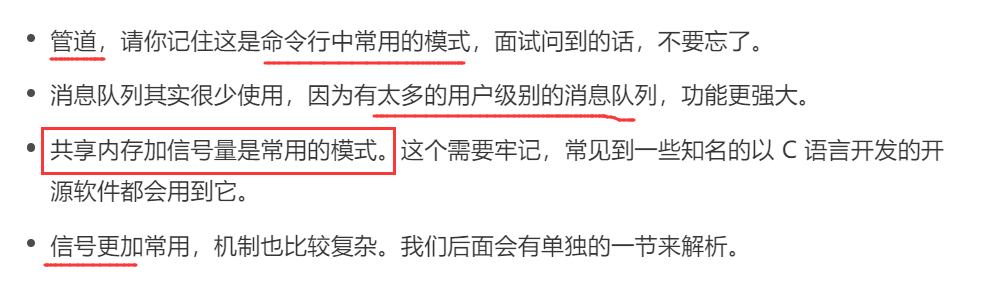 • 管道，请你记住这是命令行中常用的模式，面试问到的话，不要忘了。
• 消息队列其实很少使用，因为有太多的用户级别的消息队列，功能更强大。
• 共享内存加信号量是常用的模式。这个需要牢记，常见到一些知名的以 C 语言开发的开
源软件都会用到它。
• 信号更加常用，机制也比较复杂。我们后面会有单独的一节来解析。